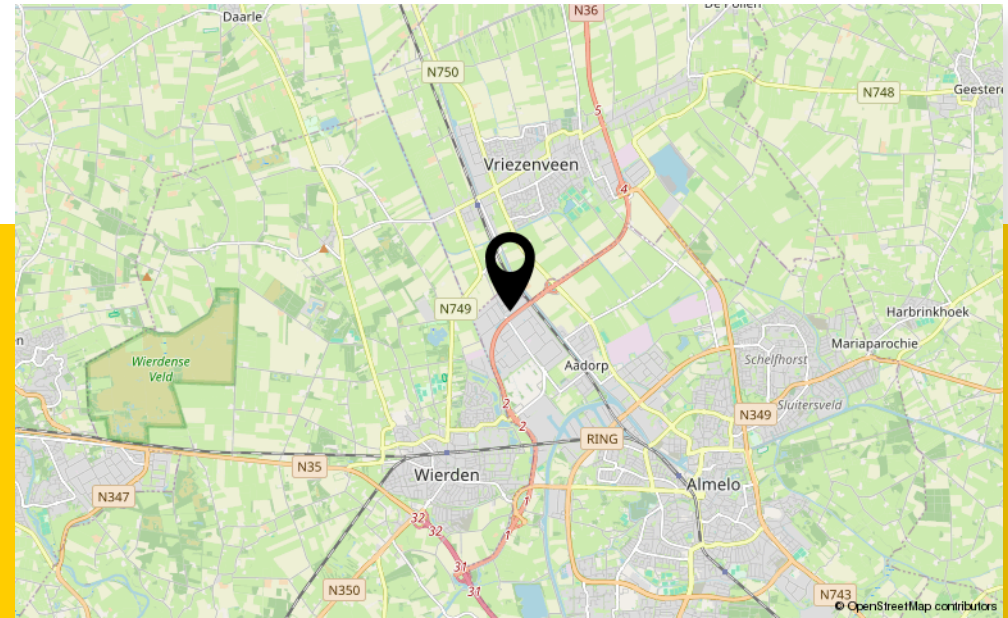 Daarle
N36
N750
N748
5
Geestere
Vriezenveen
4
N749
Harbrinkhoek
Wierdense
Veld
Mariaparochie
Aadorp
Schelfhorst
Sluitersveld
2
2
N349
RING
N35
Wierden
Almelo
N347
1
32
32
1
31
31
N350
N743
© OpenStreetMap contributors